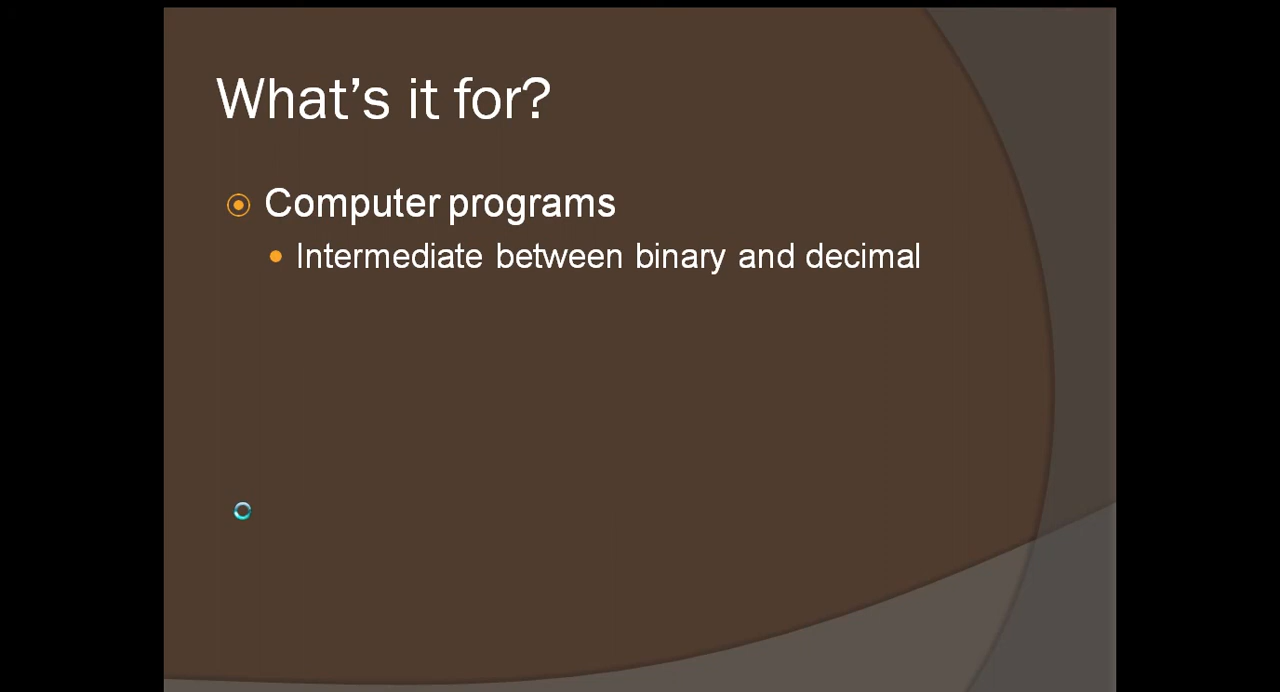 What’s it for?
Computer programs
Intermediate between binary and decimal